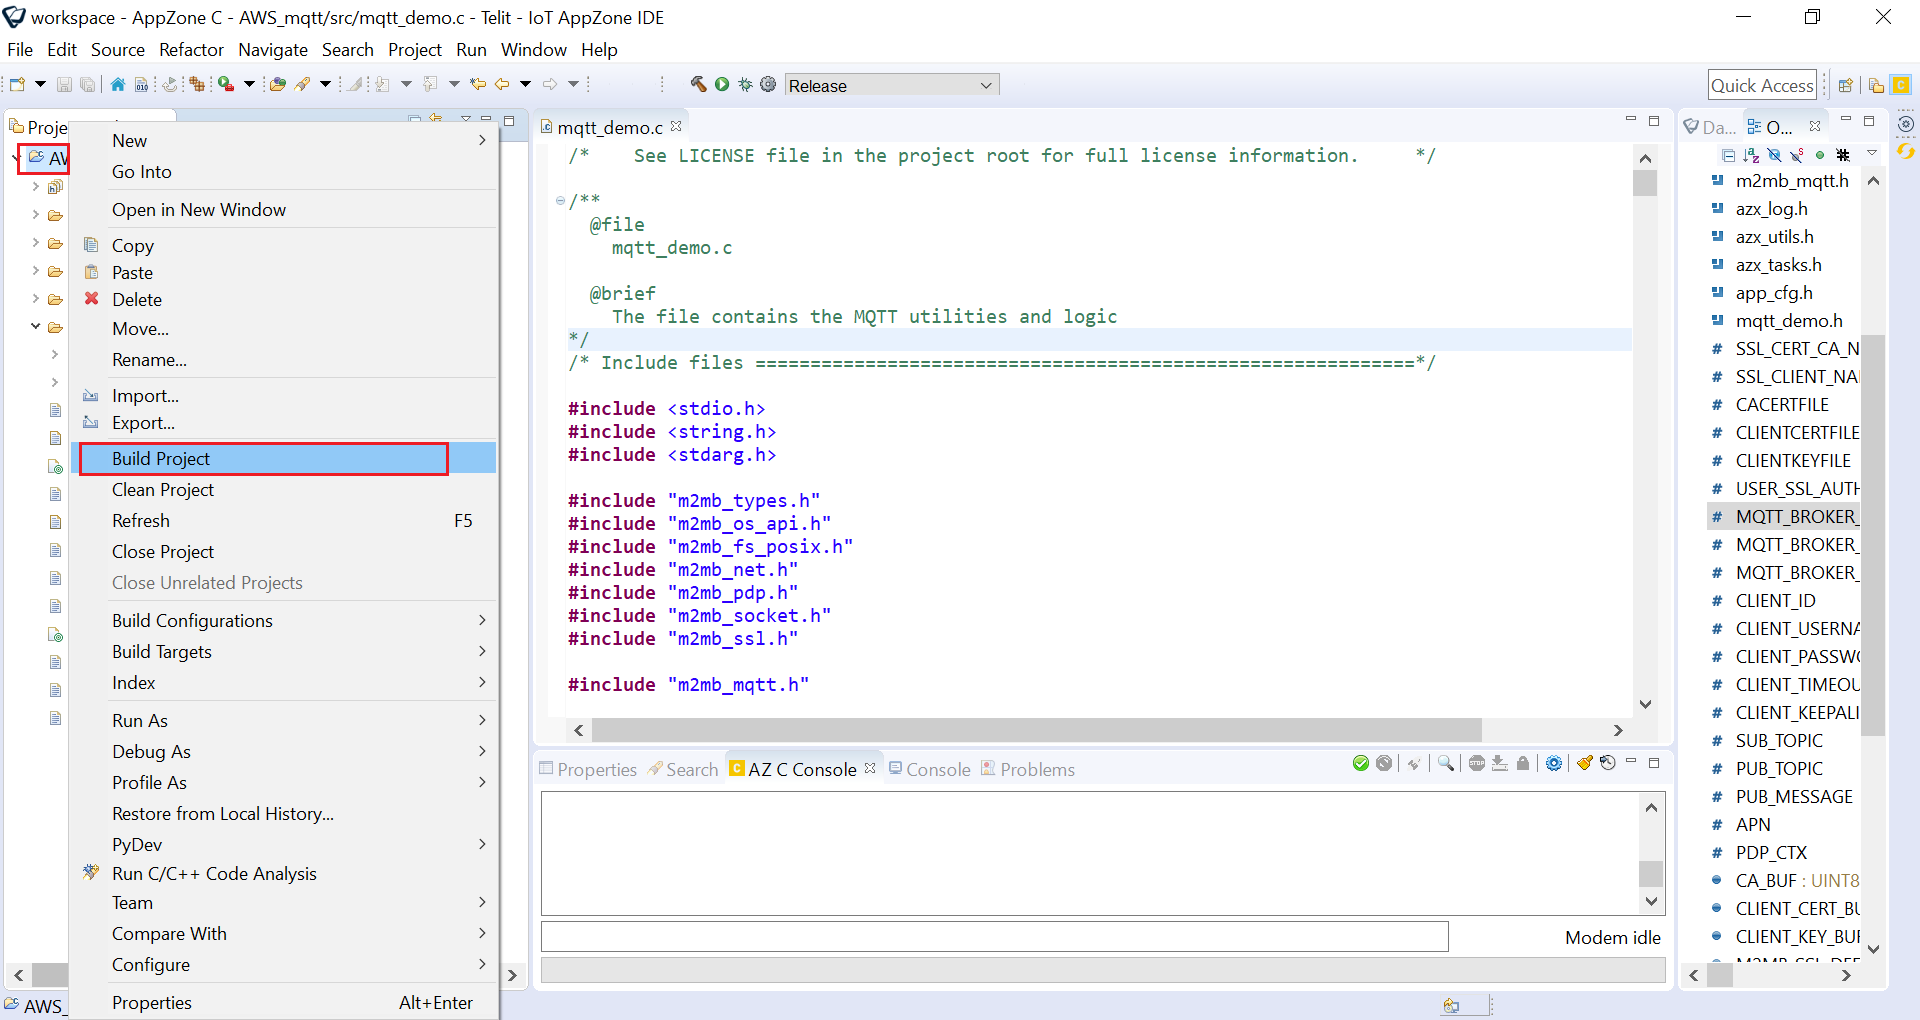 workspace - AppZone C - AWS_mqtt/src/mqtt_demo.c - Telit - IoT AppZone IDE
File Edit Source Refactor Navigate Search Project Run Window Help
Release
Quick Access
Proje
AW
New
Go Into
Open in New Window
Copy
Paste
Delete
Move...
Rename...
Import...
Export...
Build Project
Clean Project
Refresh F5
Close Project
Close Unrelated Projects
Build Configurations
Build Targets
Index
Run As
Debug As
Profile As
Restore from Local History...
PyDev
Run C/C++ Code Analysis
Team
Compare With
Configure
Properties Alt+Enter
AWS_
mqtt_demo.c
/* See LICENSE file in the project root for full license information. */
/**
@file
mqtt_demo.c
@brief
The file contains the MQTT utilities and logic
*/
/* Include files ============================================================*/
#include <stdio.h>
#include <string.h>
#include <stdarg.h>
#include "m2mb_types.h"
#include "m2mb_os_api.h"
#include "m2mb_fs_posix.h"
#include "m2mb_net.h"
#include "m2mb_pdp.h"
#include "m2mb_socket.h"
#include "m2mb_ssl.h"
#include "m2mb_mqtt.h"
Properties Search AZ C Console Console Problems
Modem idle
Da... O...
m2mb_mqtt.h
azx_log.h
azx_utils.h
azx_tasks.h
app_cfg.h
mqtt_demo.h
SSL_CERT_CA_N
SSL_CLIENT_NA
CACERTFILE
CLIENTCERTFILE
CLIENTKEYFILE
USER_SSL_AUTH
MQTT_BROKER_
MQTT_BROKER_
MQTT_BROKER_
CLIENT_ID
CLIENT_USERNA
CLIENT_PASSWO
CLIENT_TIMEOU
CLIENT_KEEPALI
SUB_TOPIC
PUB_TOPIC
PUB_MESSAGE
APN
PDP_CTX
CA_BUF : UINT8
CLIENT_CERT_BU
CLIENT_KEY_BUF